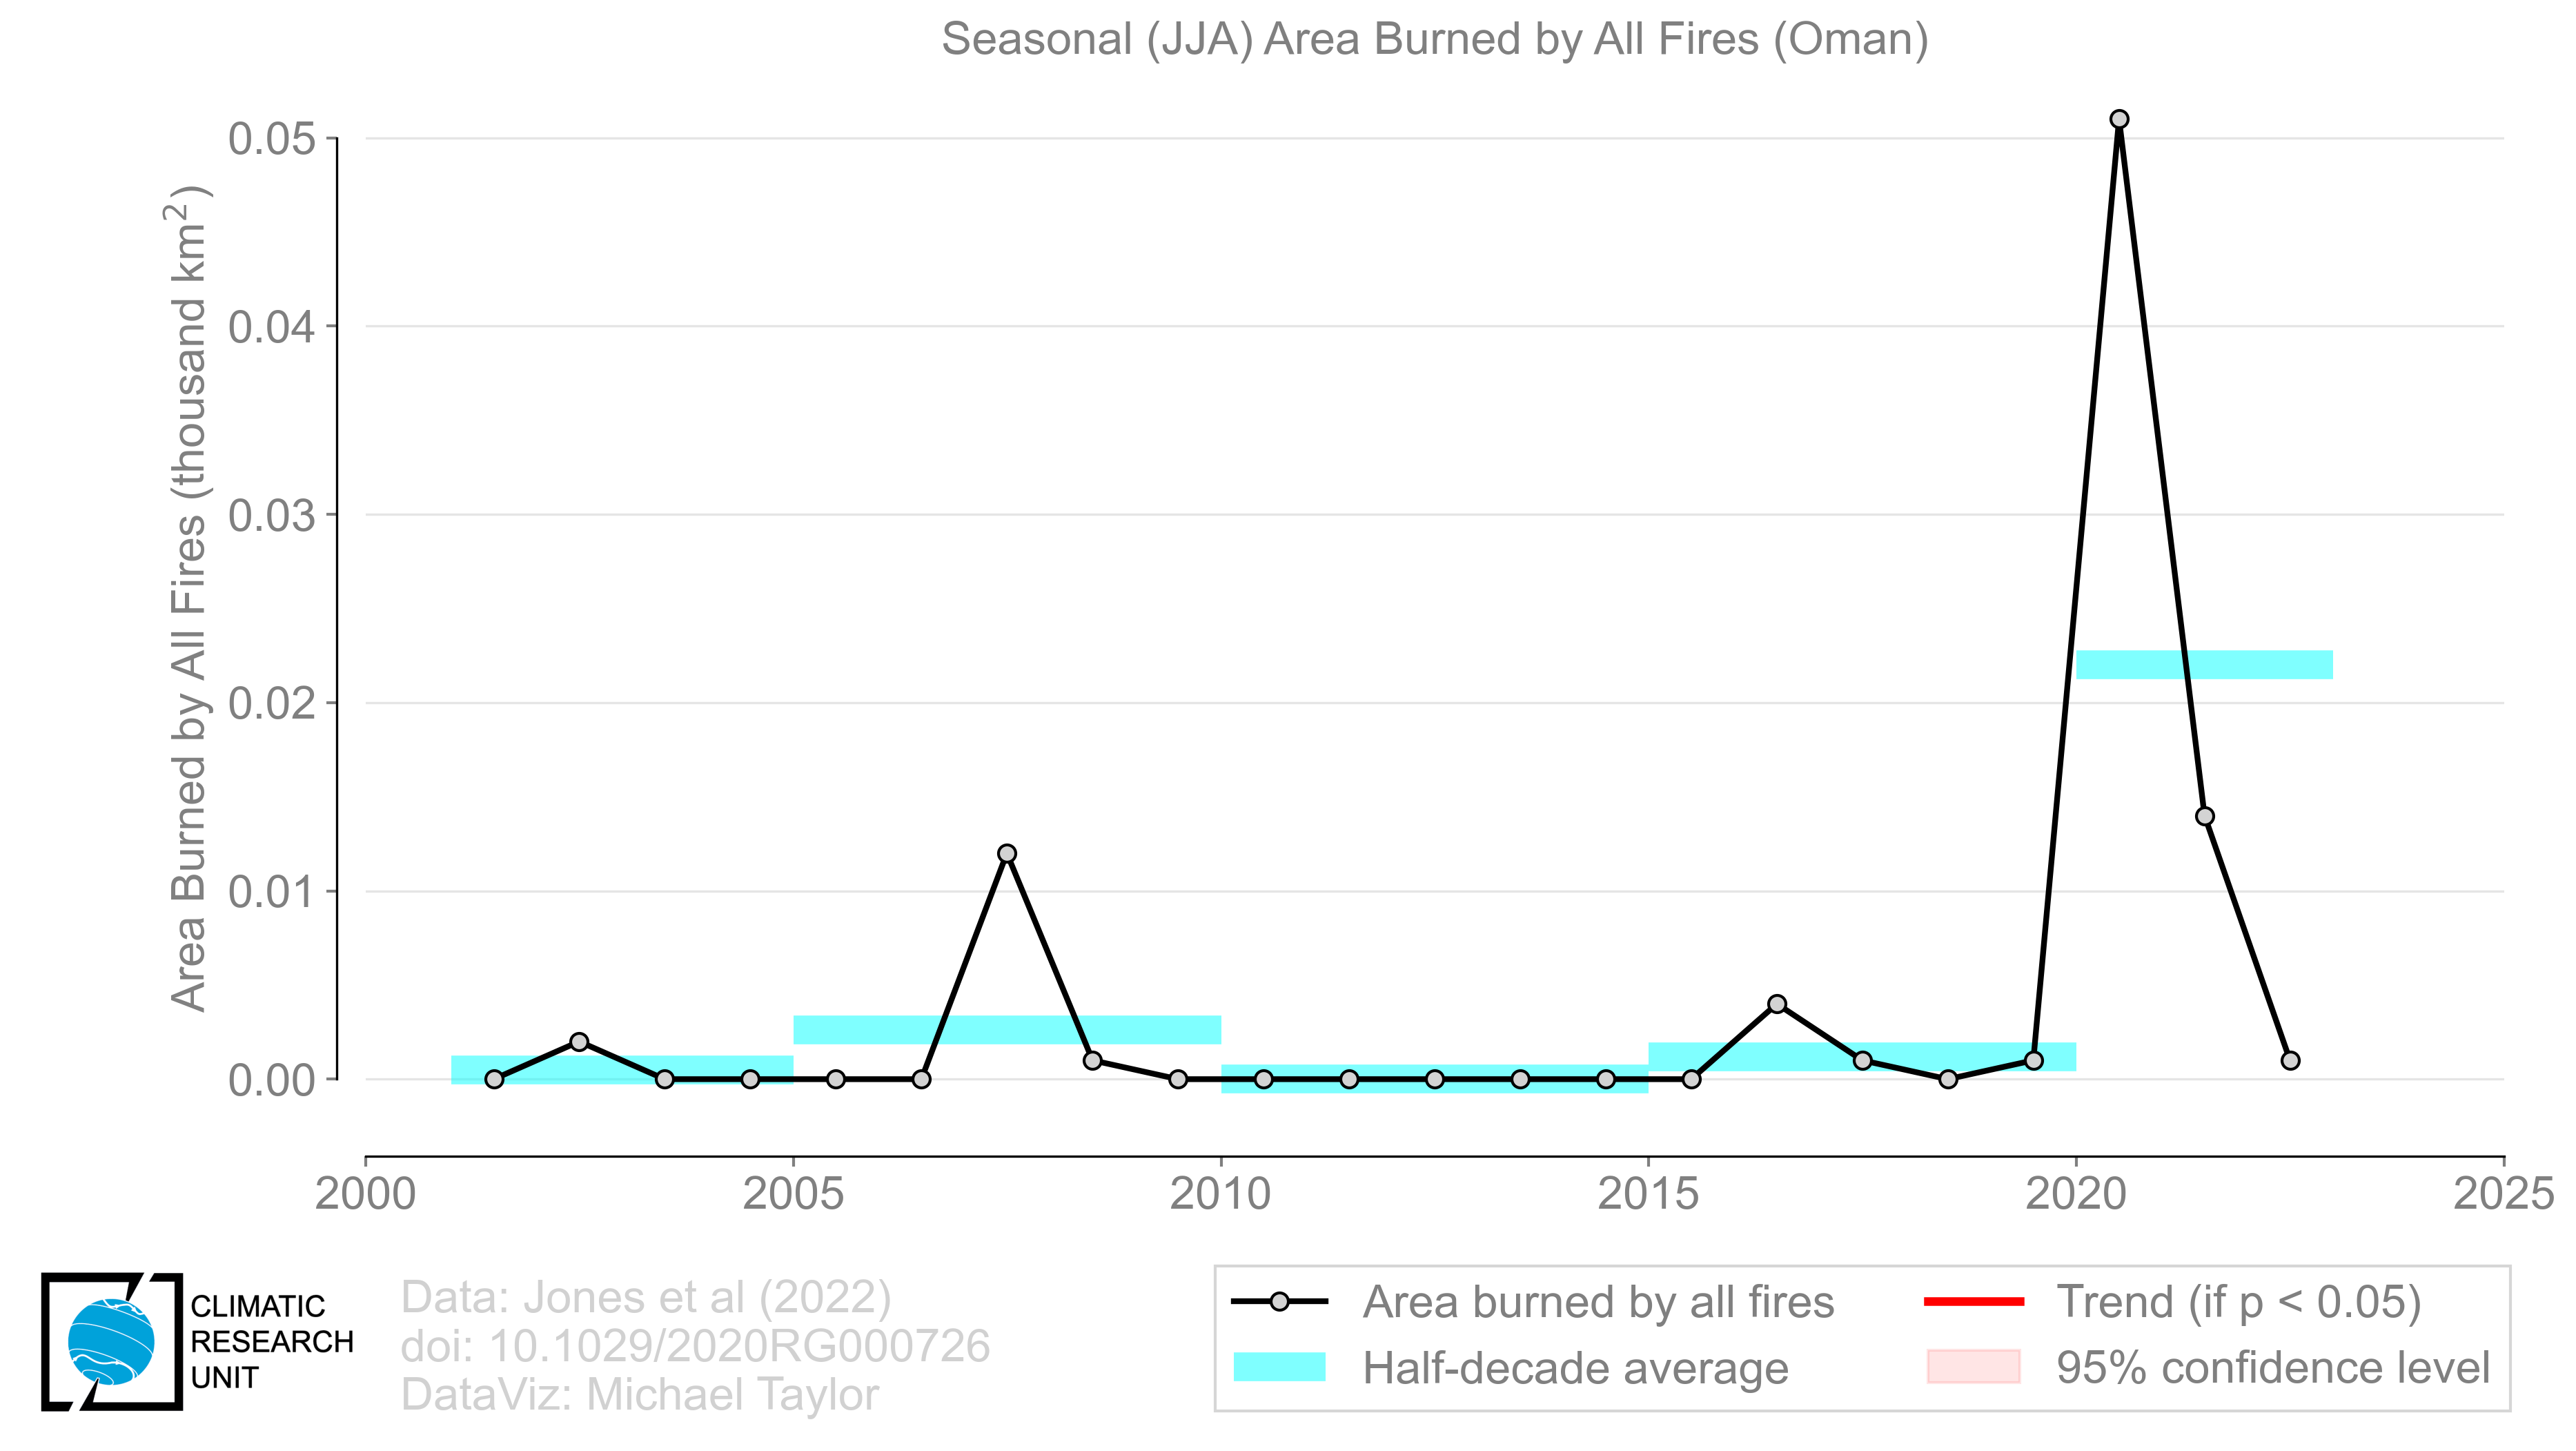 Seasonal (JJA) Area Burned by All Fires (Oman)
Area Burned by All Fires (thousand km²)
0.05
0.04
0.03
0.02
0.01
0.00
2000 2005 2010 2015 2020 2025
CLIMATIC
RESEARCH
UNIT
Data: Jones et al (2022)
doi: 10.1029/2020RG000726
DataViz: Michael Taylor
Area burned by all fires
Half-decade average
Trend (if p < 0.05)
95% confidence level